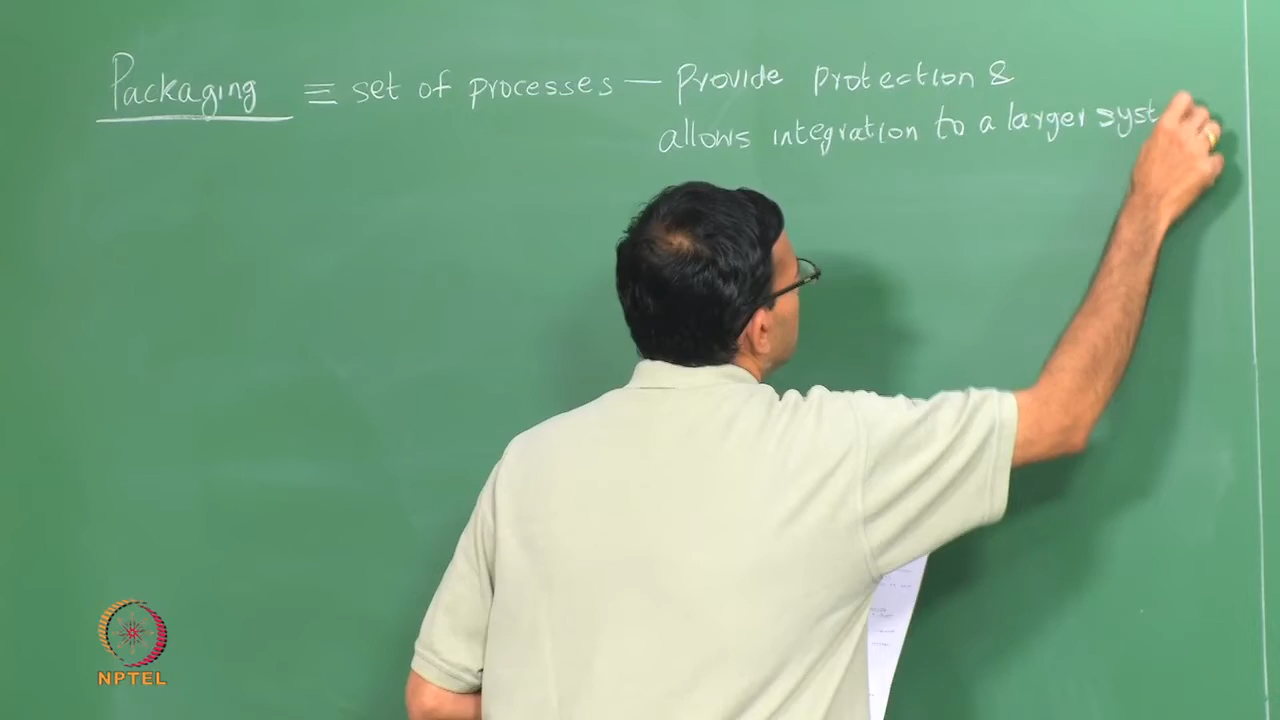 Packaging ≡ set of processes — Provide protection &
allows integration to a larger syst
NPTEL